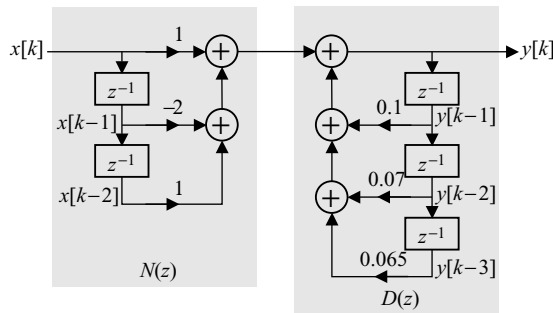 x[k] 1 y[k]
z⁻¹ z⁻¹
x[k−1] −2 0.1 y[k−1]
z⁻¹ z⁻¹
x[k−2] 1 0.07 y[k−2]
z⁻¹
0.065 y[k−3]
N(z) D(z)